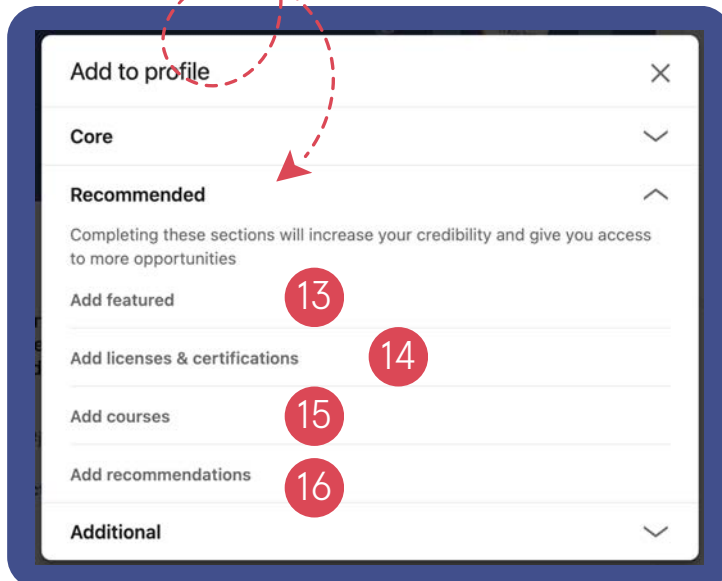 Add to profile
Core
Recommended
Completing these sections will increase your credibility and give you access
to more opportunities
Add featured 13
Add licenses & certifications 14
Add courses 15
Add recommendations 16
Additional